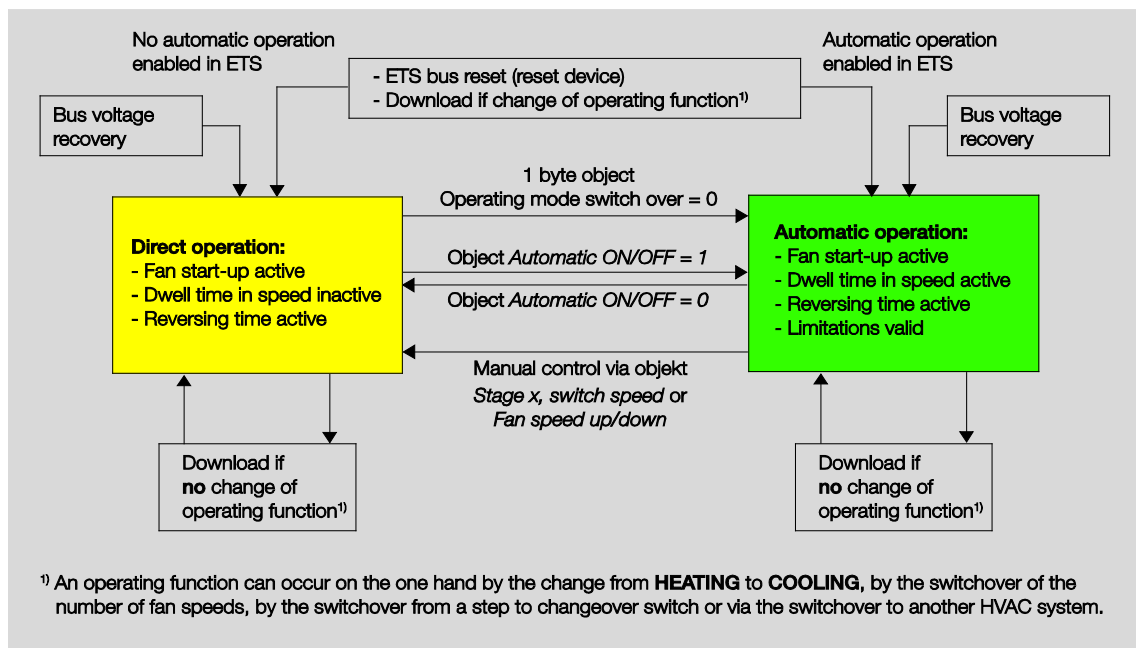 No automatic operation
enabled in ETS
Automatic operation
enabled in ETS
- ETS bus reset (reset device)
- Download if change of operating function1)
Bus voltage
recovery
Bus voltage
recovery
1 byte object
Operating mode switch over = 0
Direct operation:
- Fan start-up active
- Dwell time in speed inactive
- Reversing time active
Object Automatic ON/OFF = 1
Object Automatic ON/OFF = 0
Automatic operation:
- Fan start-up active
- Dwell time in speed active
- Reversing time active
- Limitations valid
Manual control via objekt
Stage x, switch speed or
Fan speed up/down
Download if
no change of
operating function1)
Download if
no change of
operating function1)
1) An operating function can occur on the one hand by the change from HEATING to COOLING, by the switchover of the
number of fan speeds, by the switchover from a step to changeover switch or via the switchover to another HVAC system.